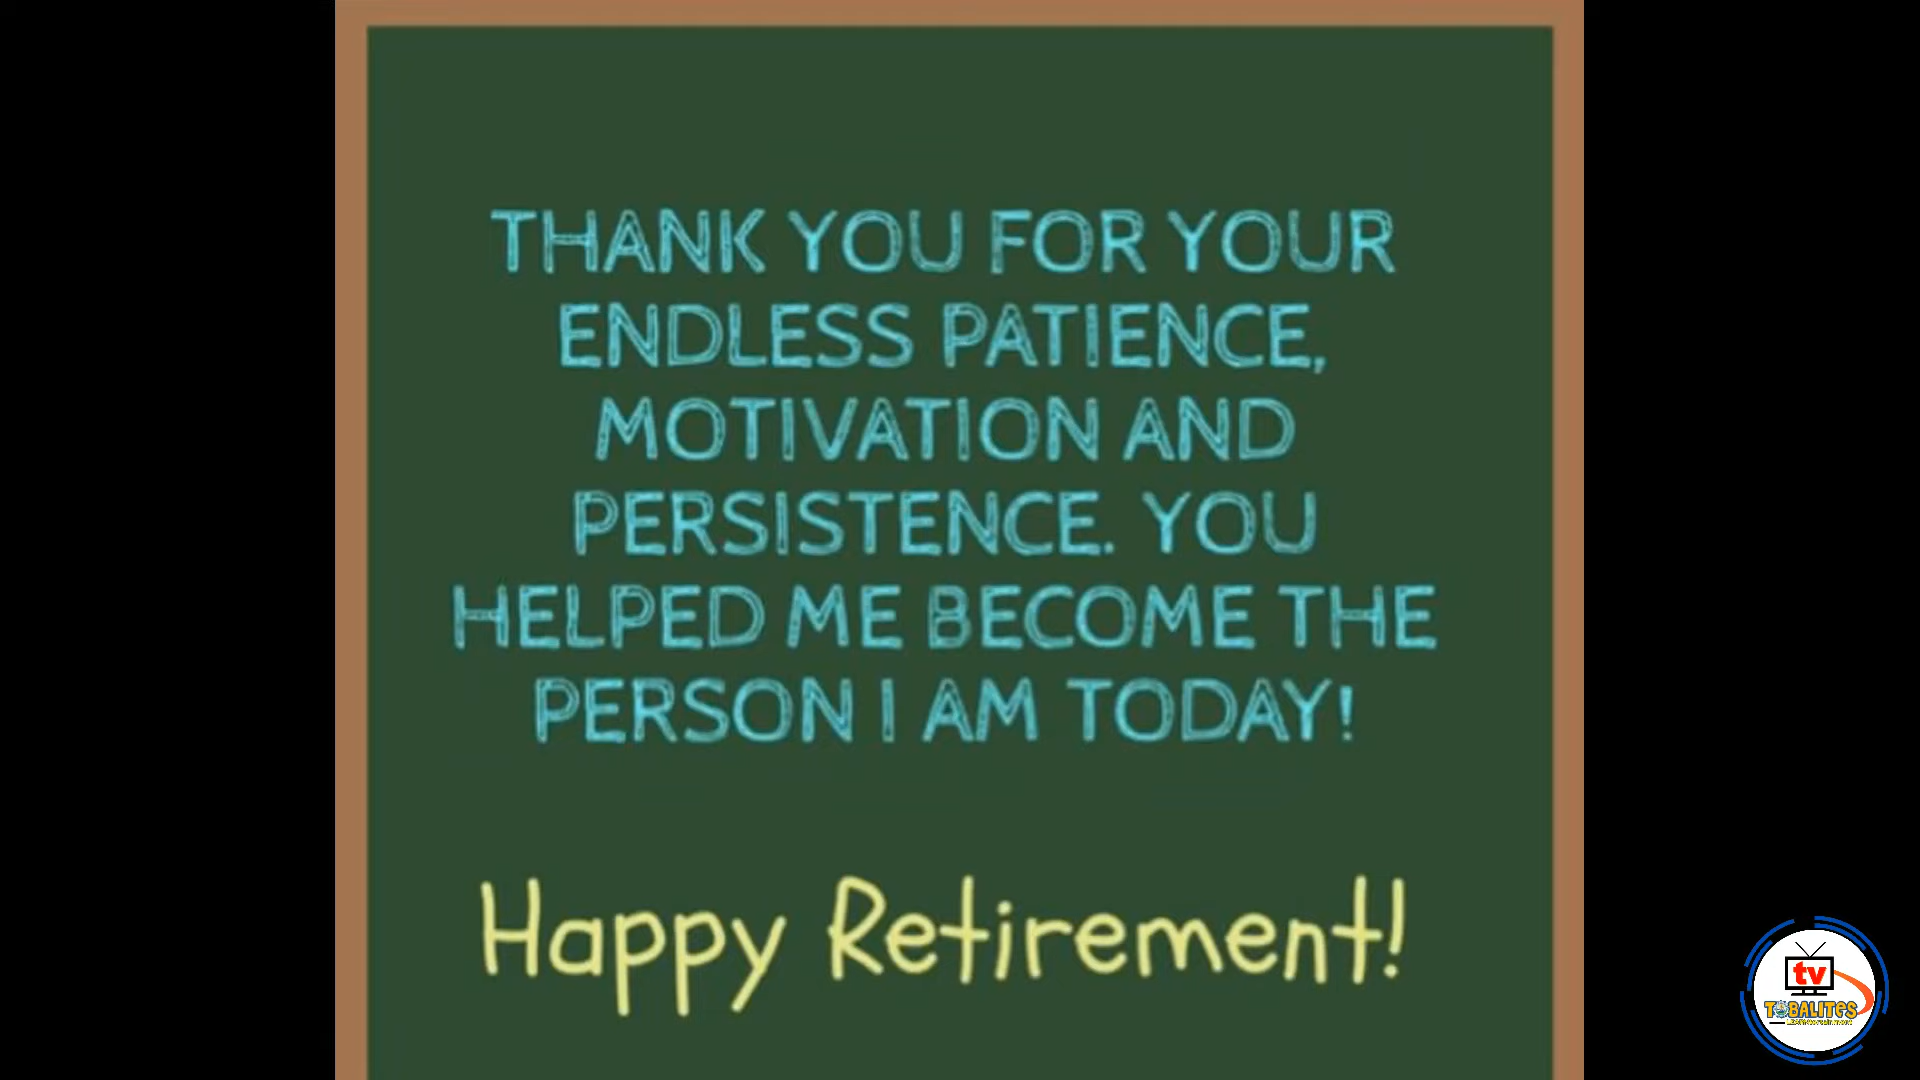 THANK YOU FOR YOUR
ENDLESS PATIENCE,
MOTIVATION AND
PERSISTENCE. YOU
HELPED ME BECOME THE
PERSON I AM TODAY!
Happy Retirement!
tv
TOBALITES